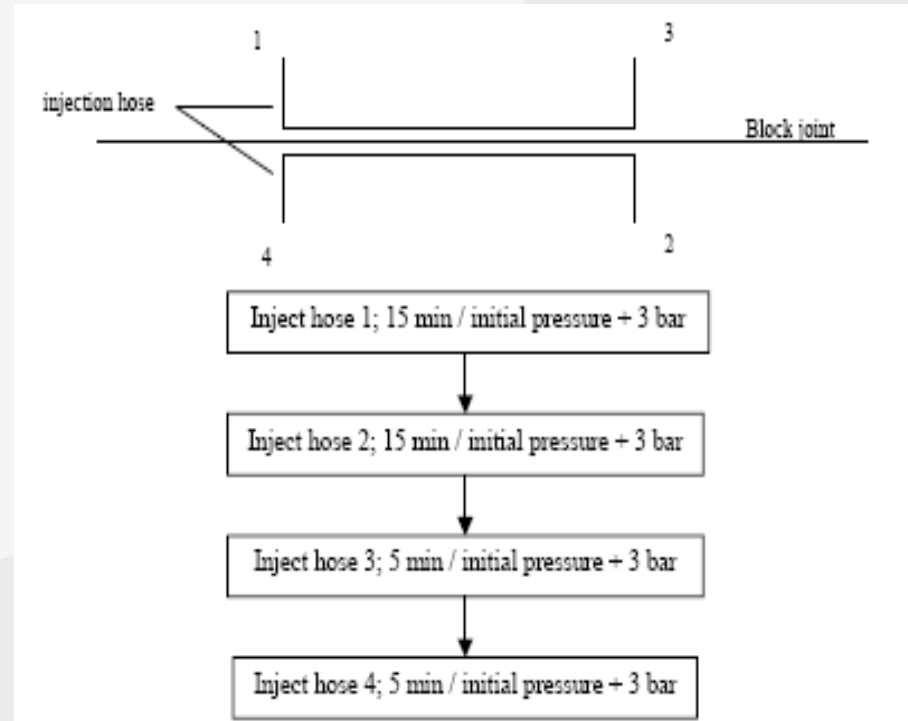 1
3
injection hose
Block joint
4
2
Inject hose 1; 15 min / initial pressure + 3 bar
Inject hose 2; 15 min / initial pressure + 3 bar
Inject hose 3; 5 min / initial pressure + 3 bar
Inject hose 4; 5 min / initial pressure + 3 bar